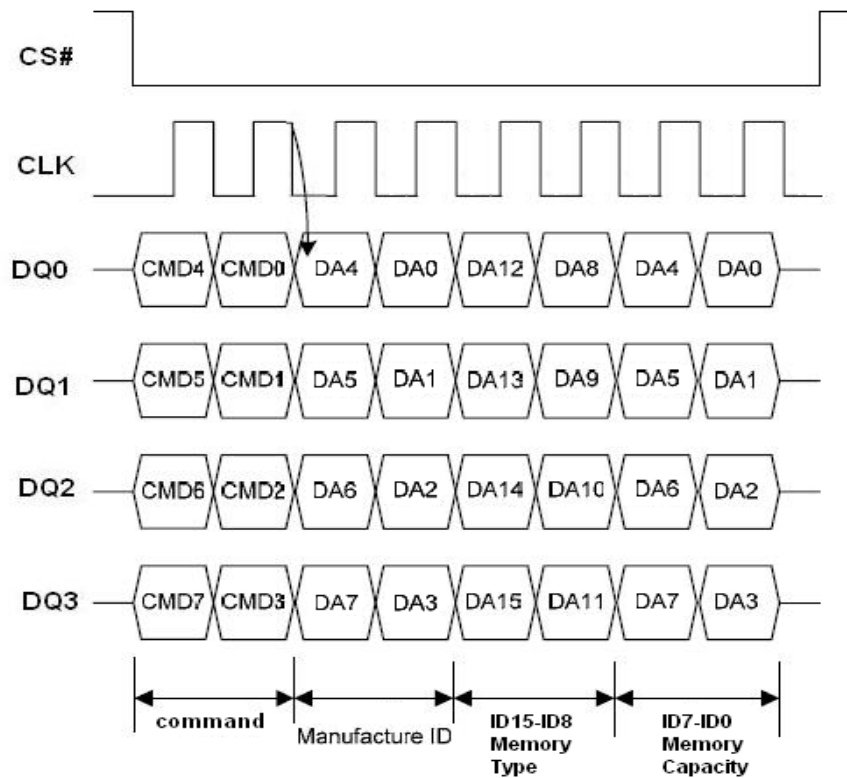 CS#
CLK
DQ0 CMD4 CMD0 DA4 DA0 DA12 DA8 DA4 DA0
DQ1 CMD5 CMD1 DA5 DA1 DA13 DA9 DA5 DA1
DQ2 CMD6 CMD2 DA6 DA2 DA14 DA10 DA6 DA2
DQ3 CMD7 CMD3 DA7 DA3 DA15 DA11 DA7 DA3
command
Manufacture ID
ID15-ID8
Memory
Type
ID7-ID0
Memory
Capacity